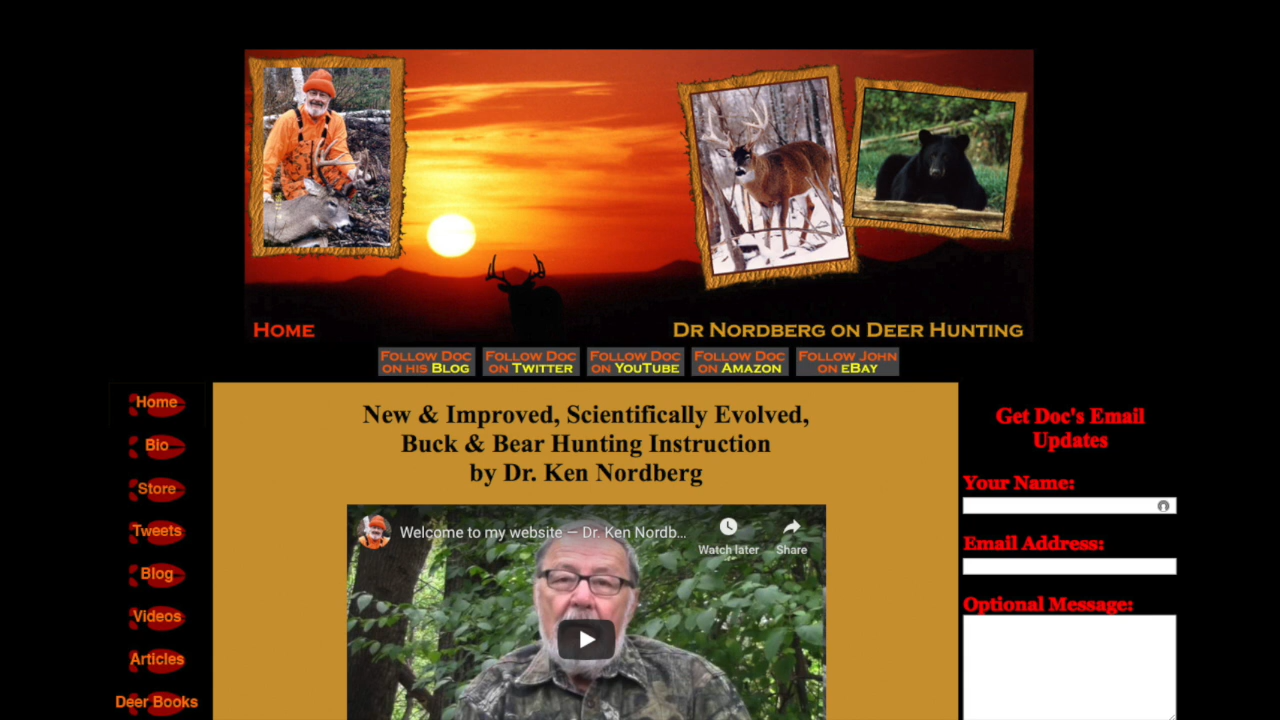 Home
Dr Nordberg on Deer Hunting
Follow Doc
on his Blog
Follow Doc
on Twitter
Follow Doc
on YouTube
Follow Doc
on Amazon
Follow John
on eBay
Home
Bio
Store
Tweets
Blog
Videos
Articles
Deer Books
New & Improved, Scientifically Evolved,
Buck & Bear Hunting Instruction
by Dr. Ken Nordberg
Welcome to my website — Dr. Ken Nordb...
Watch later
Share
Get Doc's Email
Updates
Your Name:
Email Address:
Optional Message: